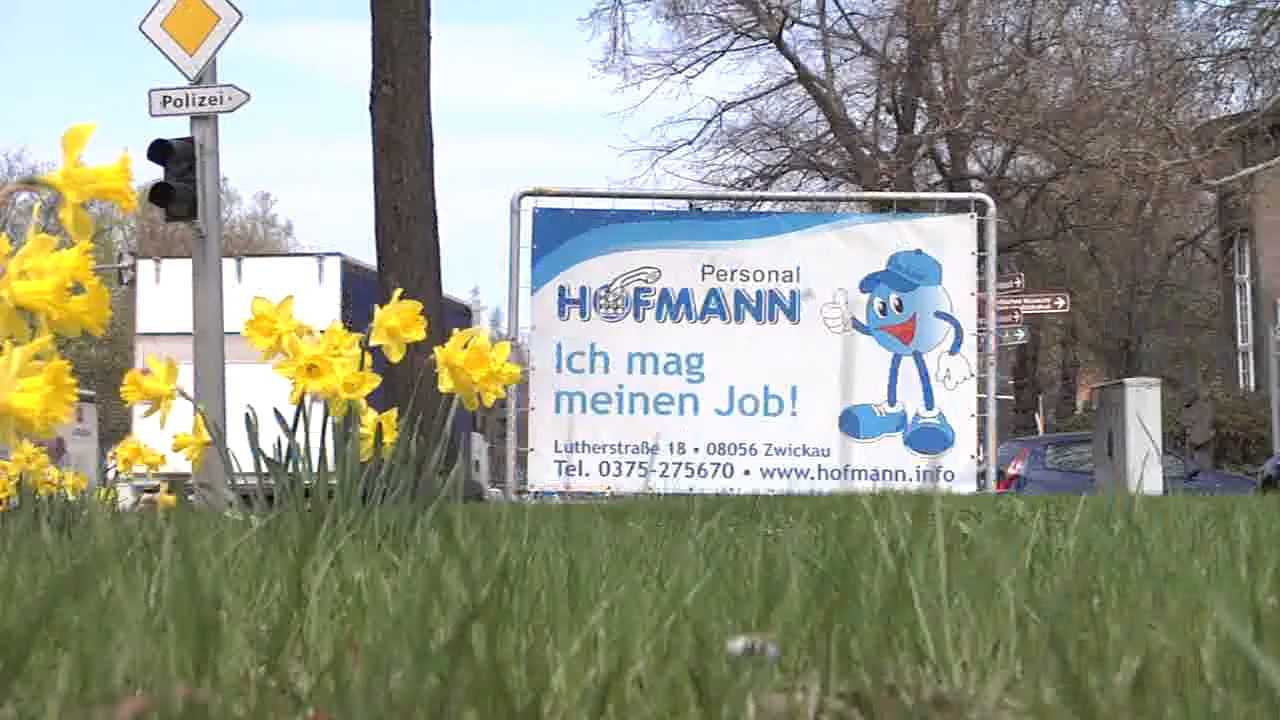 Polizei
Personal
HOFMANN
Ich mag
meinen Job!
Lutherstraße 18 • 08056 Zwickau
Tel. 0375-275670 • www.hofmann.info